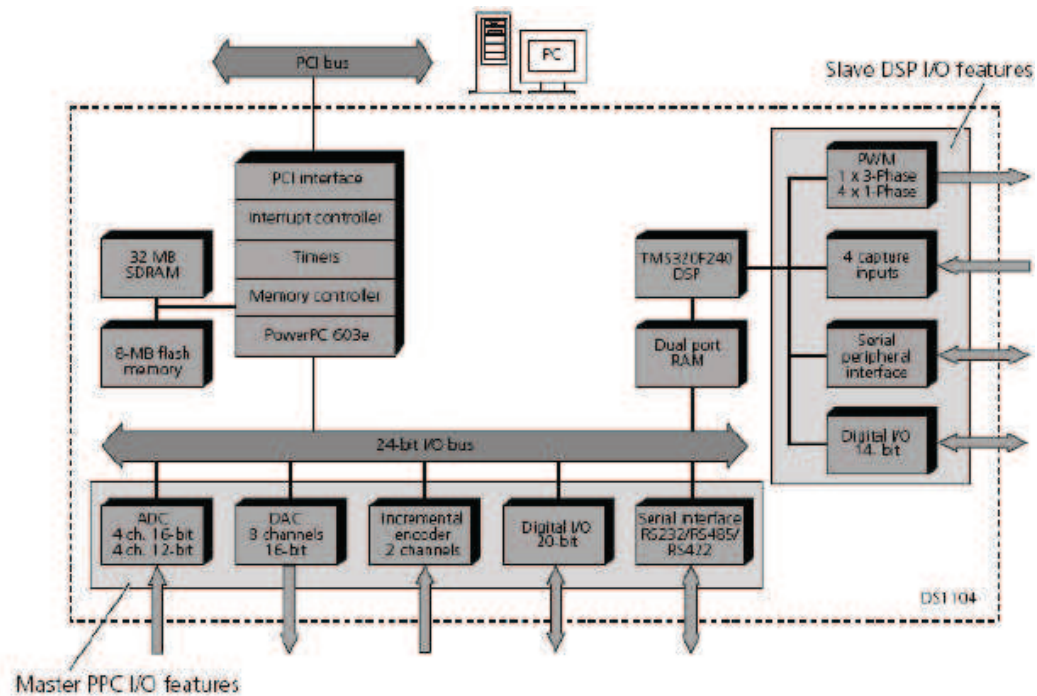 PCI bus
PC
Slave DSP I/O features
PCI interface
Interrupt controller
Timers
Memory controller
PowerPC 603e
32 MB
SDRAM
8-MB flash
memory
TMS320F240
DSP
Dual port
RAM
PWM
1 x 3-Phase
4 x 1-Phase
4 capture
inputs
Serial
peripheral
interface
Digital I/O
14- bit
24-bit I/O bus
ADC
4 ch. 16-bit
4 ch. 12-bit
DAC
8 channels
16-bit
Incremental
encoder
2 channels
Digital I/O
20-bit
Serial interface
RS232/RS485/
RS422
DS1104
Master PPC I/O features